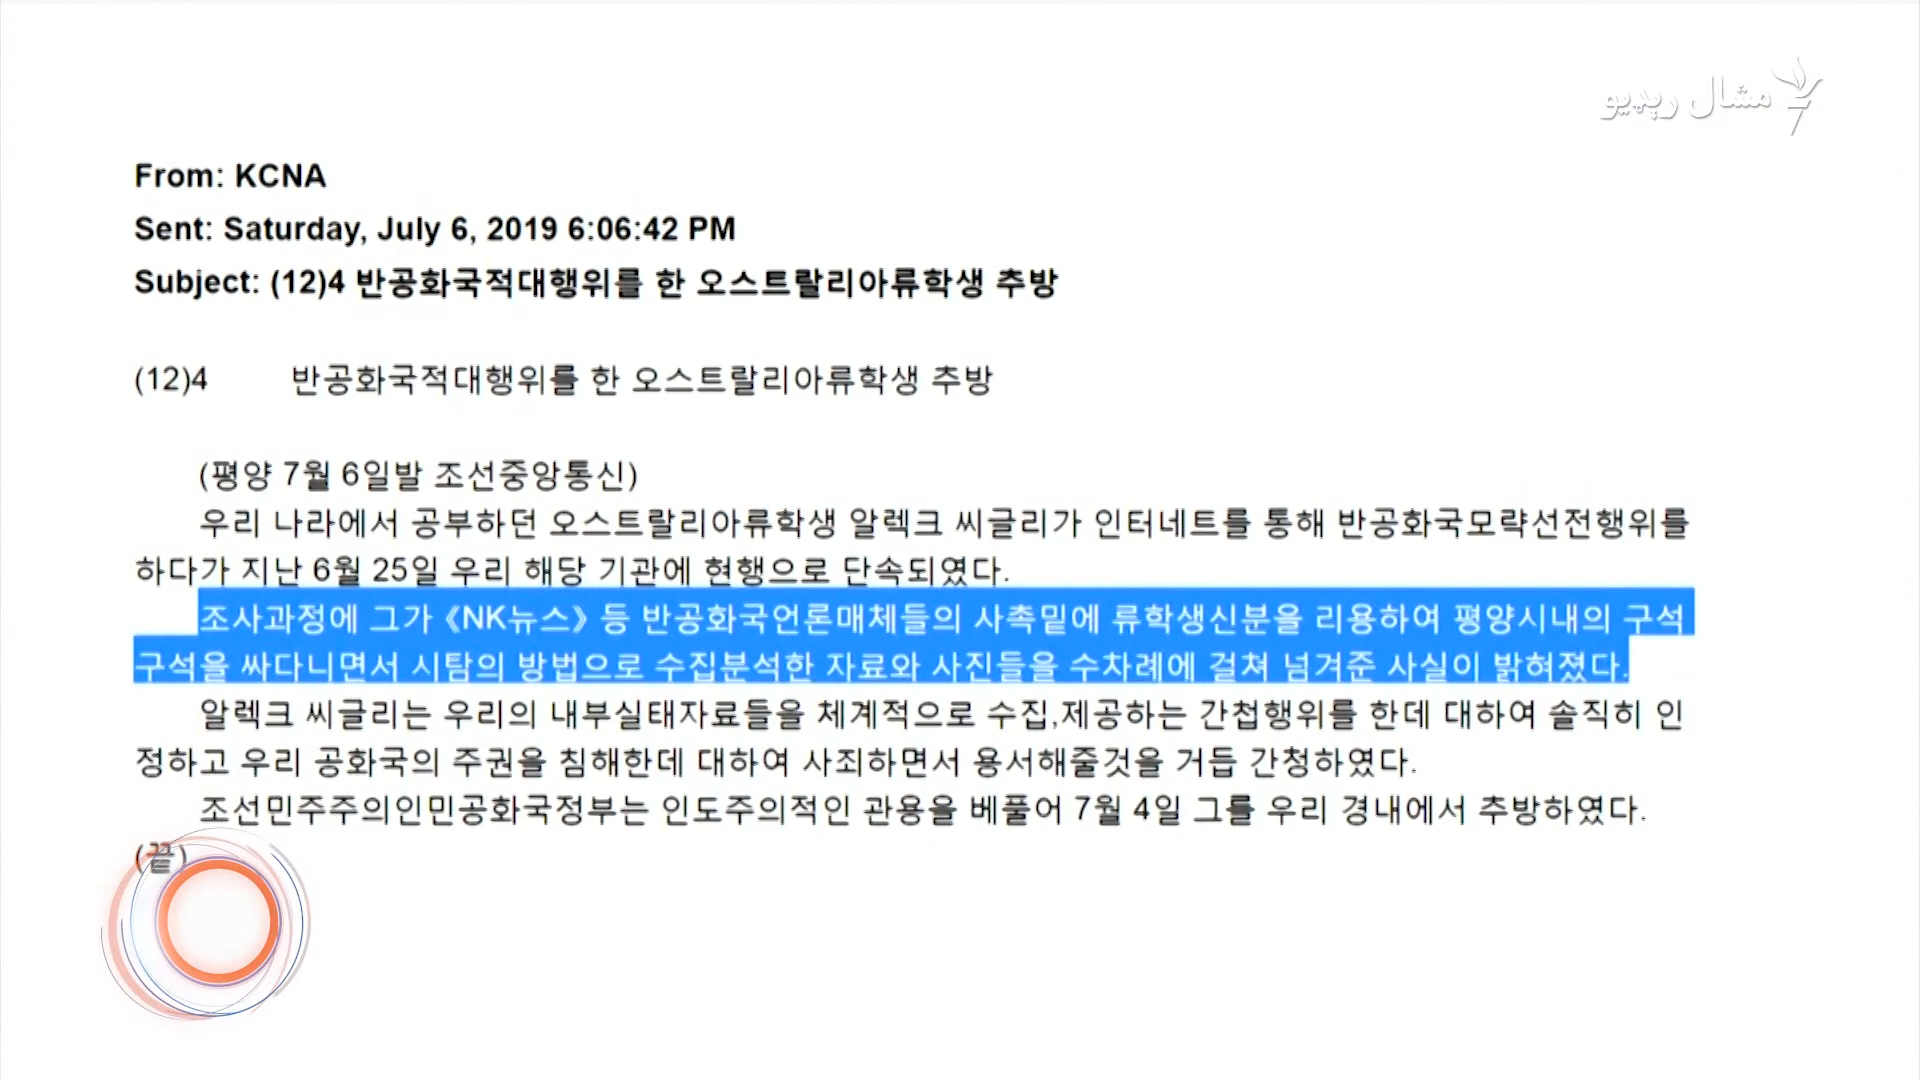 مشال رېډیو
From: KCNA
Sent: Saturday, July 6, 2019 6:06:42 PM
Subject: (12)4 반공화국적대행위를 한 오스트랄리아류학생 추방
(12)4 반공화국적대행위를 한 오스트랄리아류학생 추방
(평양 7월 6일발 조선중앙통신)
우리 나라에서 공부하던 오스트랄리아류학생 알렉크 씨글리가 인터네트를 통해 반공화국모략선전행위를
하다가 지난 6월 25일 우리 해당 기관에 현행으로 단속되였다.
조사과정에 그가 《NK뉴스》 등 반공화국언론매체들의 사촉밑에 류학생신분을 리용하여 평양시내의 구석
구석을 싸다니면서 시탐의 방법으로 수집분석한 자료와 사진들을 수차례에 걸쳐 넘겨준 사실이 밝혀졌다.
알렉크 씨글리는 우리의 내부실태자료들을 체계적으로 수집,제공하는 간첩행위를 한데 대하여 솔직히 인
정하고 우리 공화국의 주권을 침해한데 대하여 사죄하면서 용서해줄것을 거듭 간청하였다.
조선민주주의인민공화국정부는 인도주의적인 관용을 베풀어 7월 4일 그를 우리 경내에서 추방하였다.
(끝)